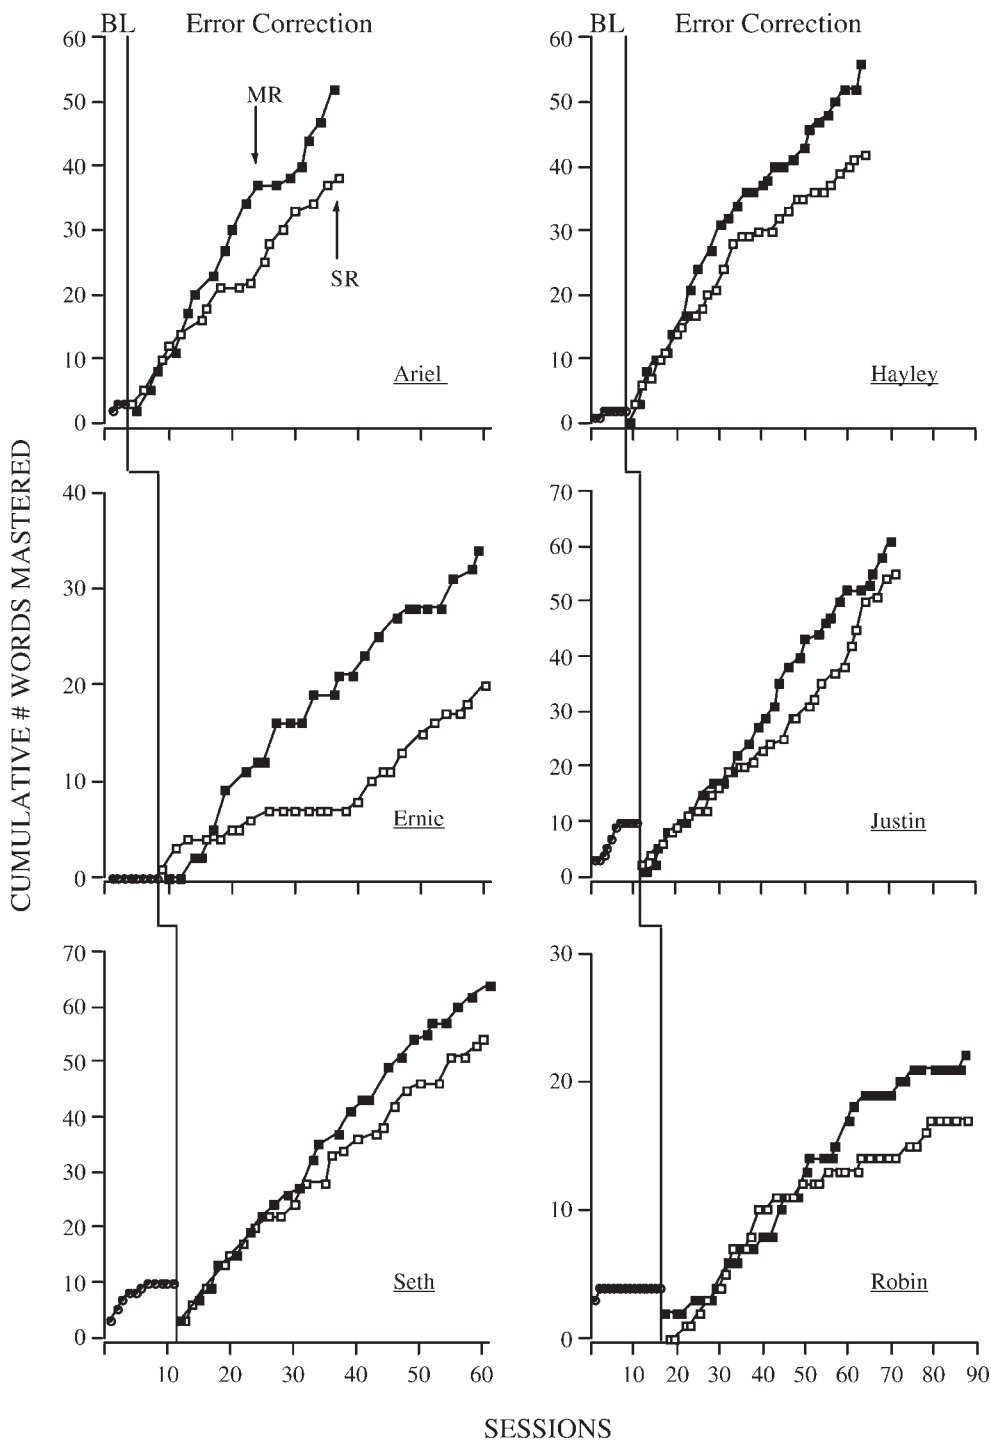 BL Error Correction
60
50
40
30
20
10
0
MR
SR
Ariel
BL Error Correction
60
50
40
30
20
10
0
Hayley
CUMULATIVE # WORDS MASTERED
40
30
20
10
0
Ernie
70
60
50
40
30
20
10
0
Justin
70
60
50
40
30
20
10
0
Seth
10 20 30 40 50 60
30
20
10
0
Robin
10 20 30 40 50 60 70 80 90
SESSIONS